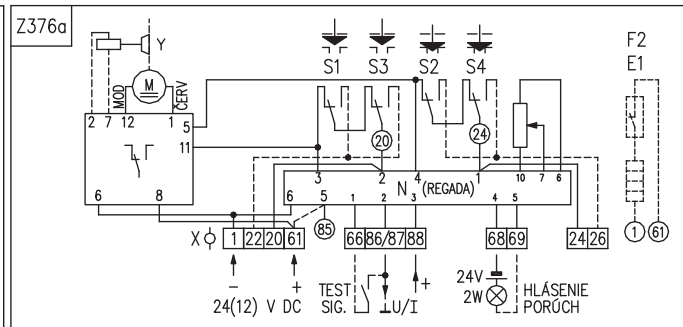 Z376a
Y
F2
E1
S1 S3 S2 S4
MOD M ČERV
2 7 12 1
5
11
20 24
3 2 4 1 10 7 6
N (REGADA)
6 8
6 5 1 2 3 4 5
85
X 1 22 20 61 66 86/87 88 68 69 24 26 1 61
− + TEST + 24V HLÁSENIE
24(12) V DC SIG. U/I 2W PORÚCH